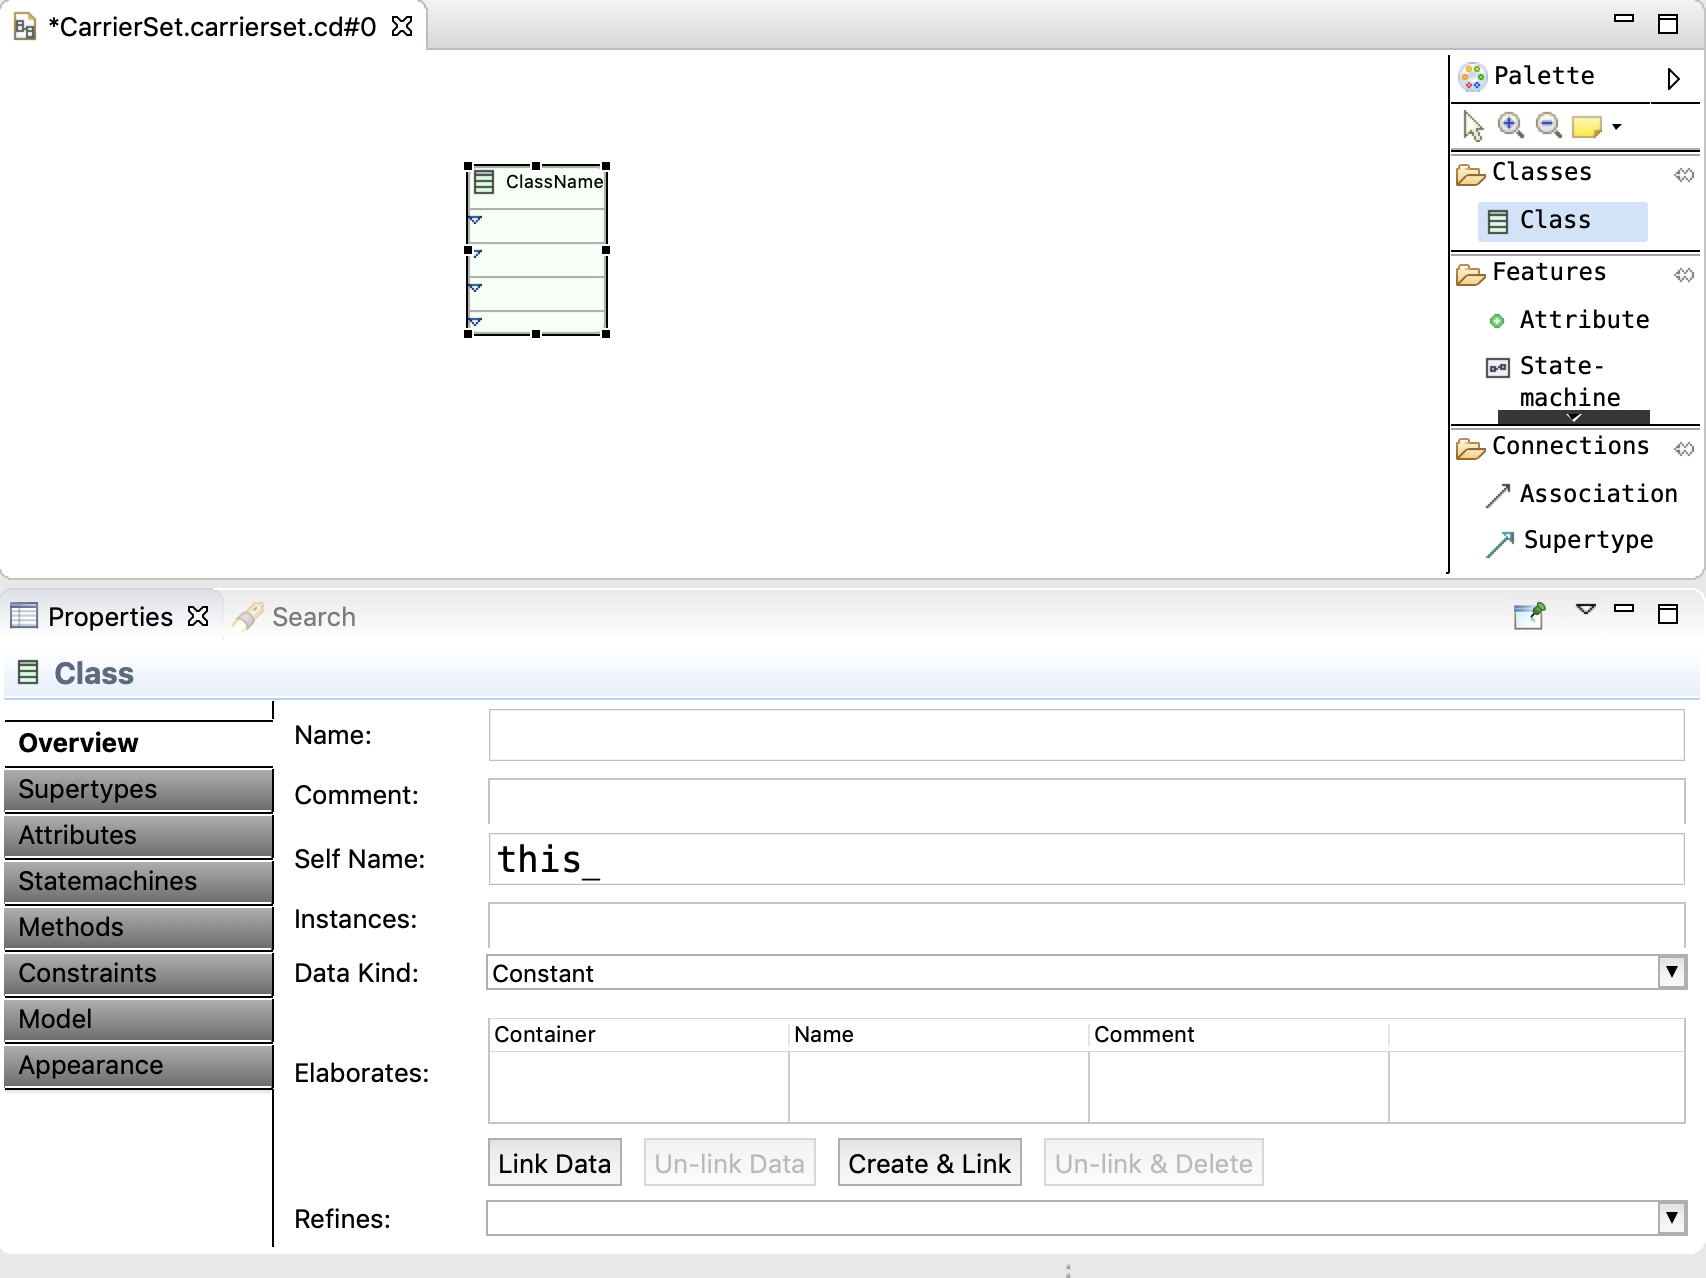 *CarrierSet.carrierset.cd#0
Palette
ClassName
Classes
Class
Features
Attribute
State-
machine
Connections
Association
Supertype
Properties
Search
Class
Overview
Supertypes
Attributes
Statemachines
Methods
Constraints
Model
Appearance
Name:
Comment:
Self Name: this_
Instances:
Data Kind: Constant
Container Name Comment
Elaborates:
Link Data Un-link Data Create & Link Un-link & Delete
Refines: